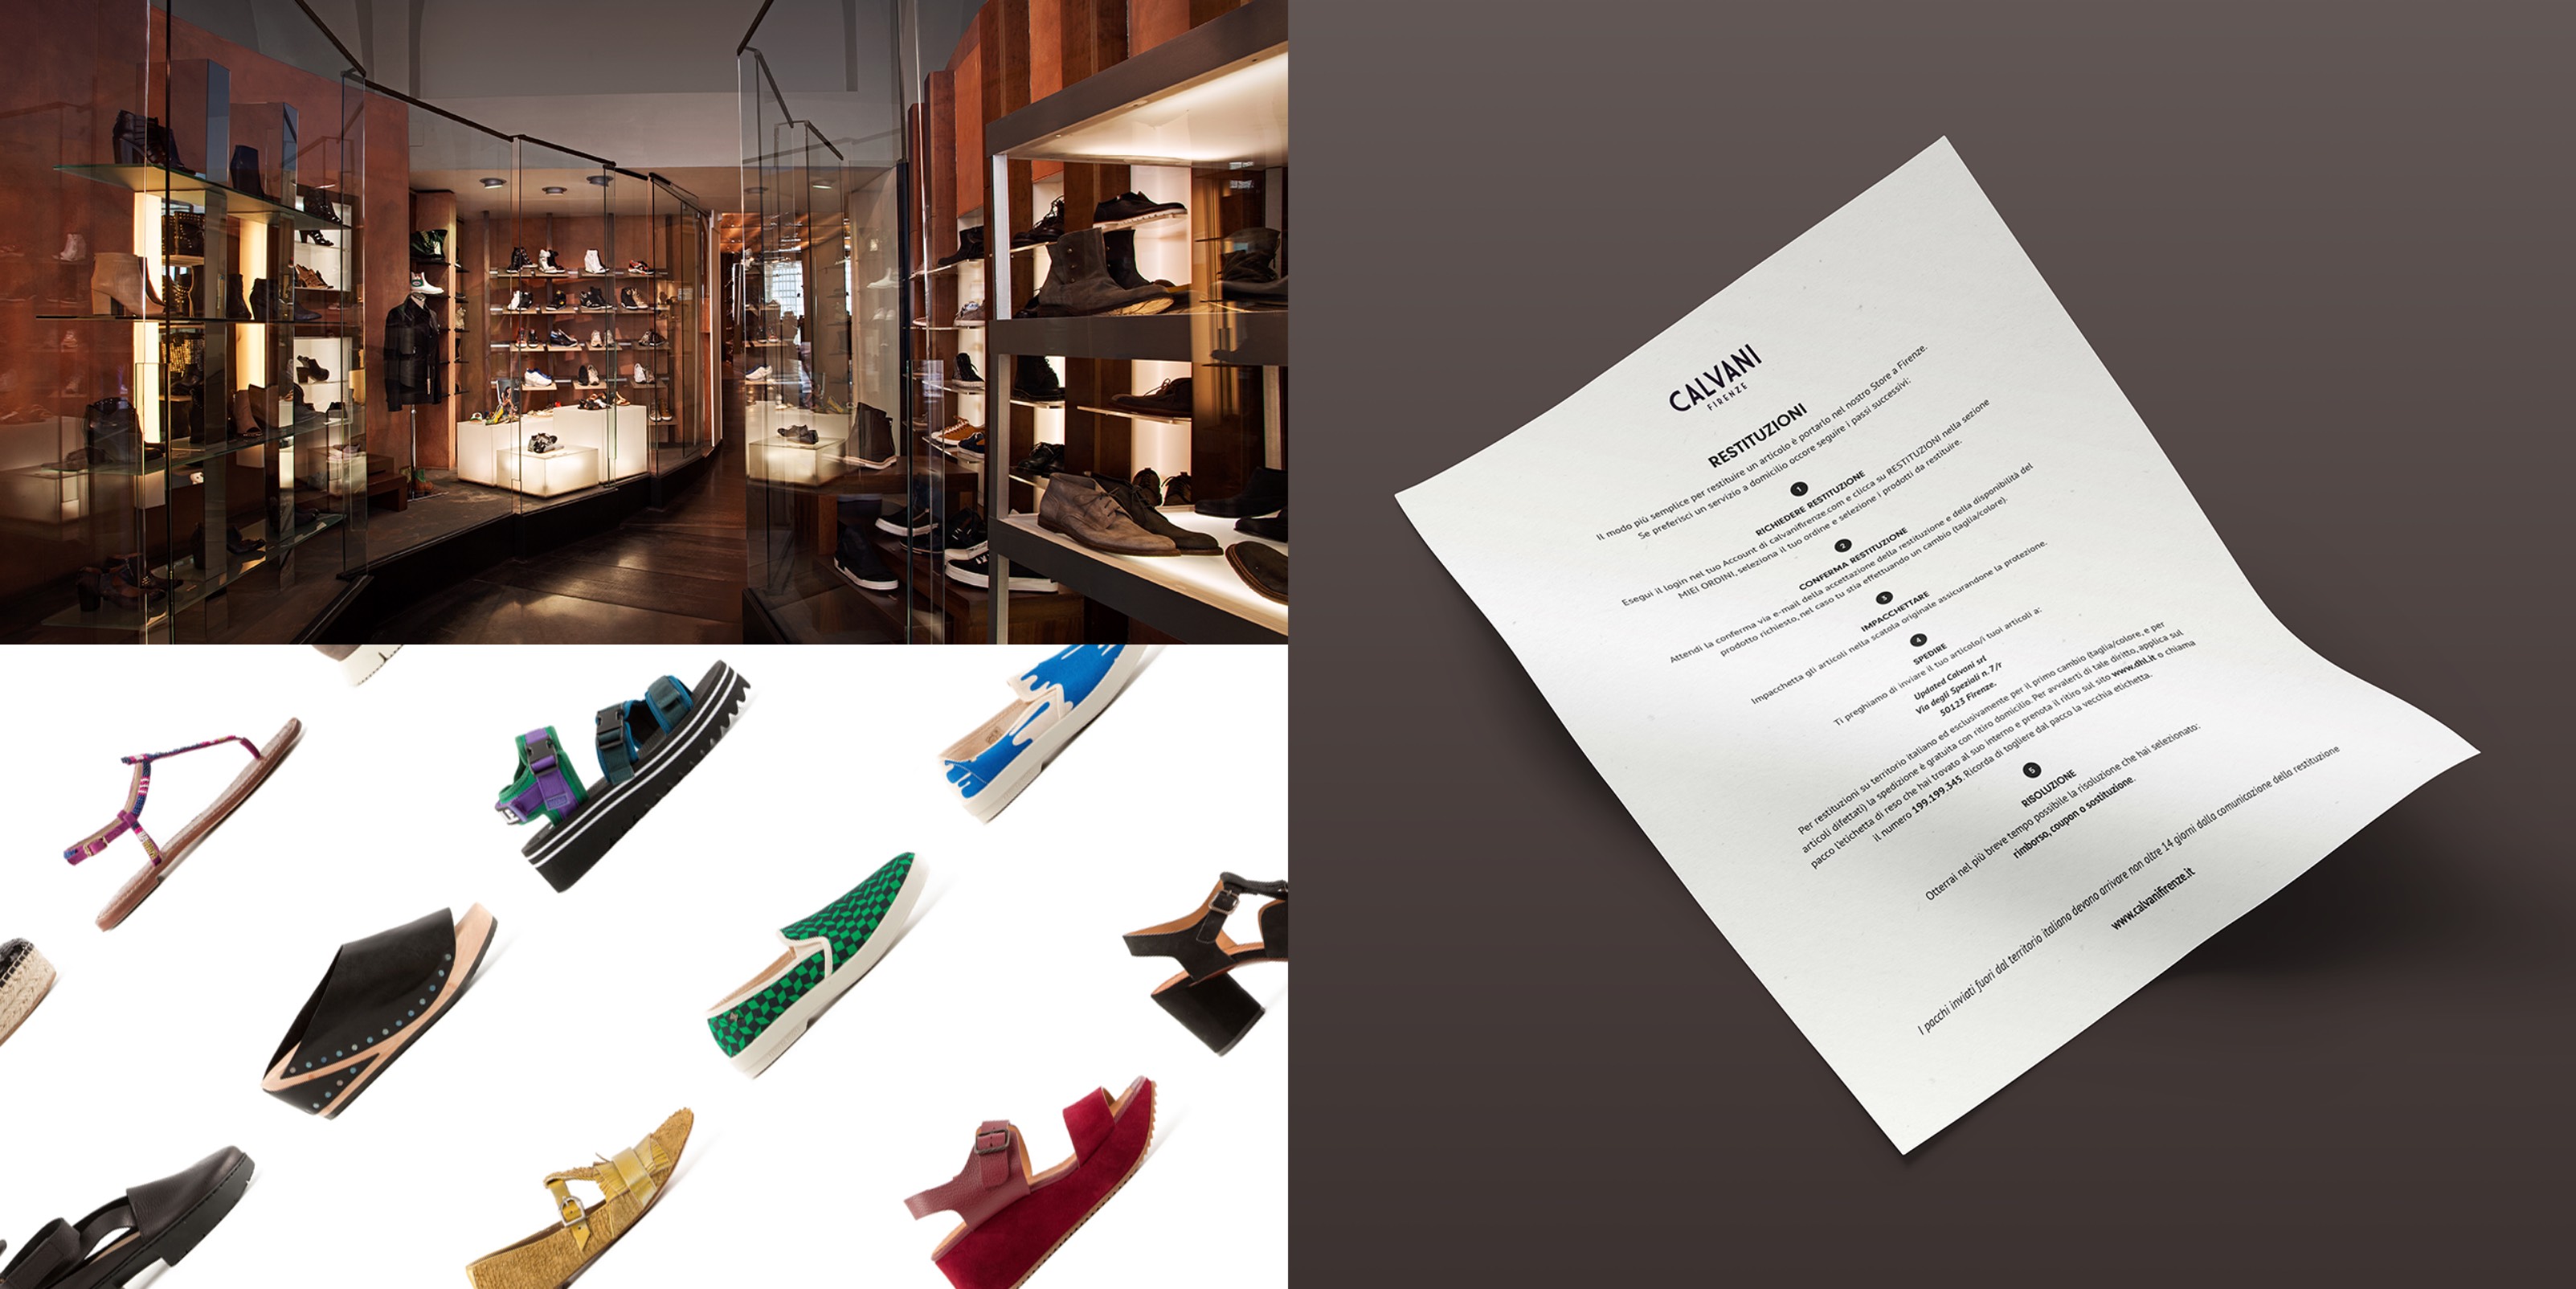 CALVANI
FIRENZE
RESTITUZIONI
Il modo più semplice per restituire un articolo è portarlo nel nostro Store a Firenze.
Se preferisci un servizio a domicilio occore seguire i passi successivi:
1
RICHIEDERE RESTITUZIONE
Esegui il login nel tuo Account di calvanifirenze.com e clicca su RESTITUZIONI nella sezione
MIEI ORDINI, seleziona il tuo ordine e selezione i prodotti da restituire.
2
CONFERMA RESTITUZIONE
Attendi la conferma via e-mail della accettazione della restituzione e della disponibilità del
prodotto richiesto, nel caso tu stia effettuando un cambio (taglia/colore).
3
IMPACCHETTARE
Impacchetta gli articoli nella scatola originale assicurandone la protezione.
4
SPEDIRE
Ti preghiamo di inviare il tuo articolo/i tuoi articoli a:
Updated Calvani srl
Via degli Speziali n.7/r
50123 Firenze.
Per restituzioni su territorio italiano ed esclusivamente per il primo cambio (taglia/colore, e per
articoli difettati) la spedizione è gratuita con ritiro domicilio. Per avvalerti di tale diritto, applica sul
pacco l'etichetta di reso che hai trovato al suo interno e prenota il ritiro sul sito www.dhl.it o chiama
il numero 199.199.345. Ricorda di togliere dal pacco la vecchia etichetta.
5
RISOLUZIONE
Otterrai nel più breve tempo possibile la risoluzione che hai selezionato:
rimborso, coupon o sostituzione.
I pacchi inviati fuori dal territorio italiano devono arrivare non oltre 14 giorni dalla comunicazione della restituzione
www.calvanifirenze.it